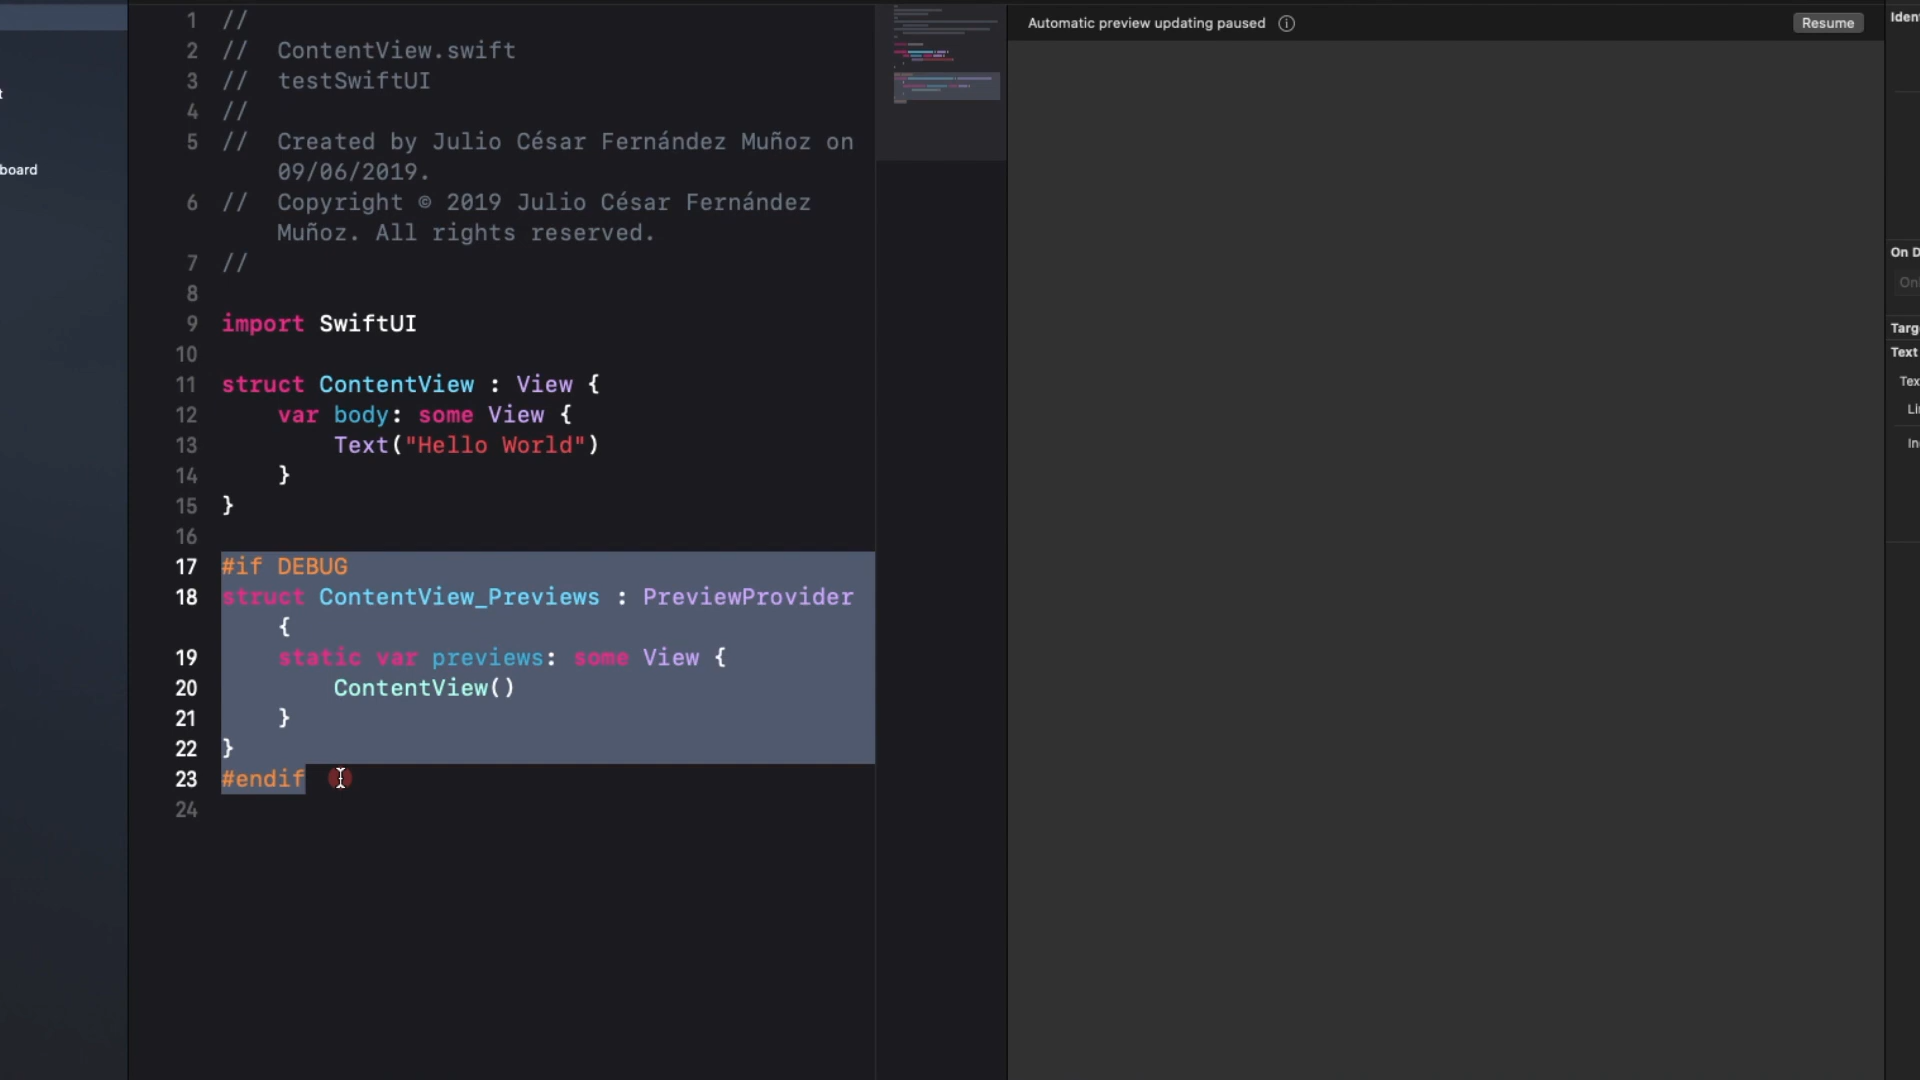 1 //
2 // ContentView.swift
3 // testSwiftUI
4 //
5 // Created by Julio César Fernández Muñoz on
09/06/2019.
6 // Copyright © 2019 Julio César Fernández
Muñoz. All rights reserved.
7 //
8
9 import SwiftUI
10
11 struct ContentView : View {
12 var body: some View {
13 Text("Hello World")
14 }
15 }
16
17 #if DEBUG
18 struct ContentView_Previews : PreviewProvider
{
19 static var previews: some View {
20 ContentView()
21 }
22 }
23 #endif
24
t
board
Automatic preview updating paused
Resume
Iden
On D
On
Targ
Text
Tex
Li
In